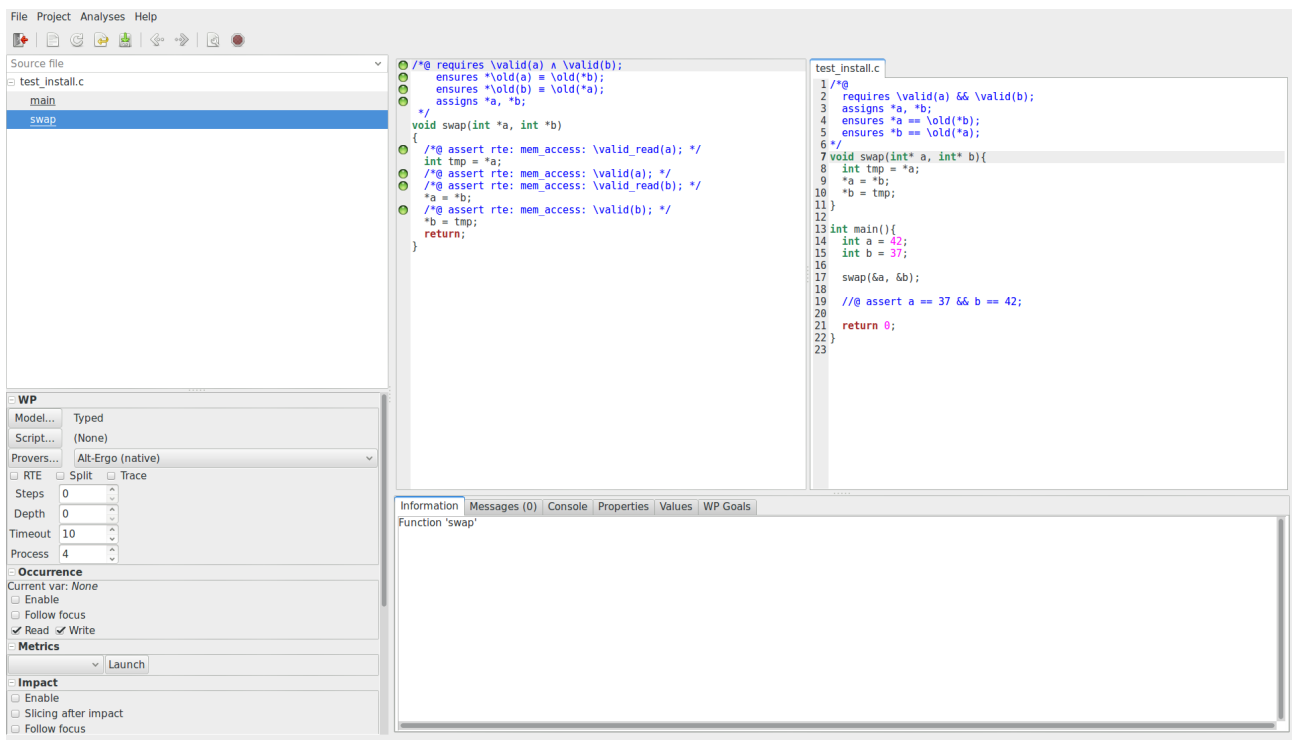 File Project Analyses Help
Source file
test_install.c
main
swap
WP
Model... Typed
Script... (None)
Provers... Alt-Ergo (native)
RTE Split Trace
Steps 0
Depth 0
Timeout 10
Process 4
Occurrence
Current var: None
Enable
Follow focus
Read Write
Metrics
Launch
Impact
Enable
Slicing after impact
Follow focus
/*@ requires \valid(a) ∧ \valid(b);
ensures *\old(a) ≡ \old(*b);
ensures *\old(b) ≡ \old(*a);
assigns *a, *b;
*/
void swap(int *a, int *b)
{
/*@ assert rte: mem_access: \valid_read(a); */
int tmp = *a;
/*@ assert rte: mem_access: \valid(a); */
/*@ assert rte: mem_access: \valid_read(b); */
*a = *b;
/*@ assert rte: mem_access: \valid(b); */
*b = tmp;
return;
}
test_install.c
1 /*@
2 requires \valid(a) && \valid(b);
3 assigns *a, *b;
4 ensures *a == \old(*b);
5 ensures *b == \old(*a);
6 */
7 void swap(int* a, int* b){
8 int tmp = *a;
9 *a = *b;
10 *b = tmp;
11 }
12
13 int main(){
14 int a = 42;
15 int b = 37;
16
17 swap(&a, &b);
18
19 //@ assert a == 37 && b == 42;
20
21 return 0;
22 }
23
Information Messages (0) Console Properties Values WP Goals
Function 'swap'